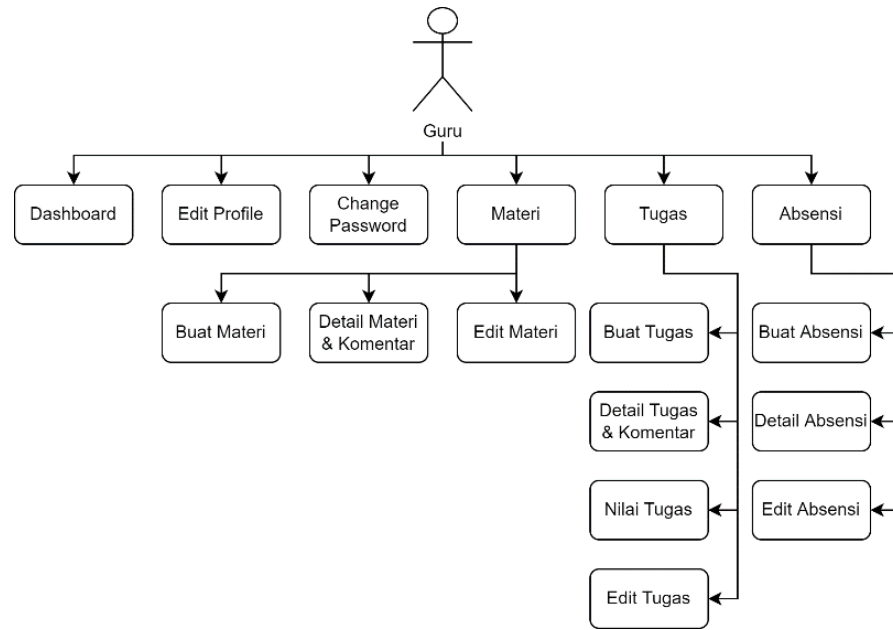 Guru
Dashboard
Edit Profile
Change
Password
Materi
Tugas
Absensi
Buat Materi
Detail Materi
& Komentar
Edit Materi
Buat Tugas
Buat Absensi
Detail Tugas
& Komentar
Detail Absensi
Nilai Tugas
Edit Absensi
Edit Tugas